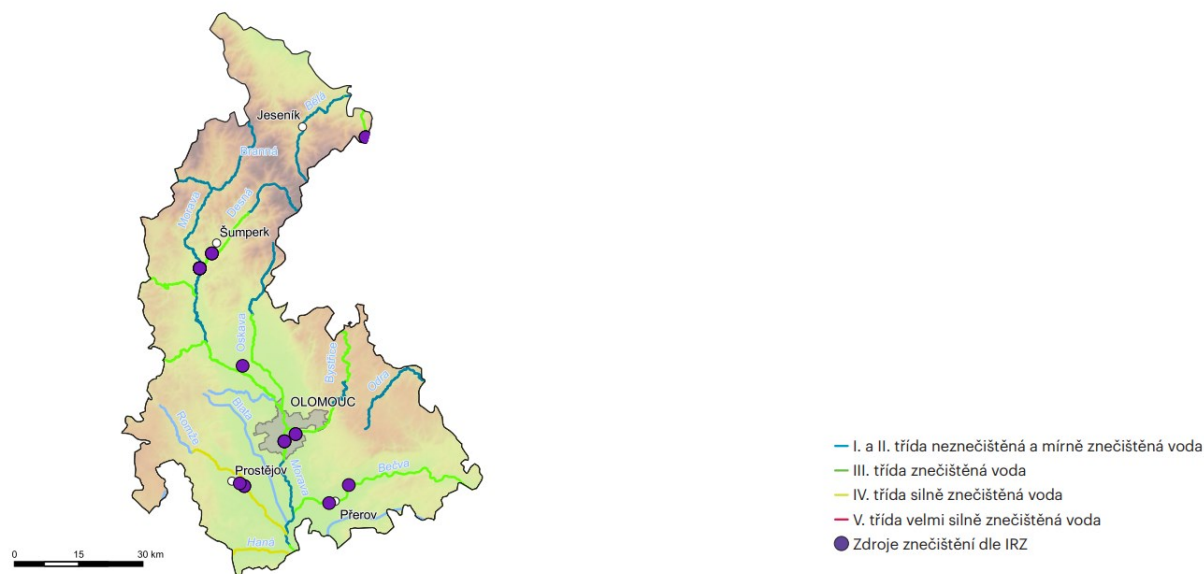 Bělá
Jeseník
Branná
Morava
Desná
Šumperk
Oskava
Bystřice
Odra
OLOMOUC
Blata
Romže
Prostějov
Morava
Bečva
Přerov
Haná
0 15 30 km
I. a II. třída neznečištěná a mírně znečištěná voda
III. třída znečištěná voda
IV. třída silně znečištěná voda
V. třída velmi silně znečištěná voda
Zdroje znečištění dle IRZ